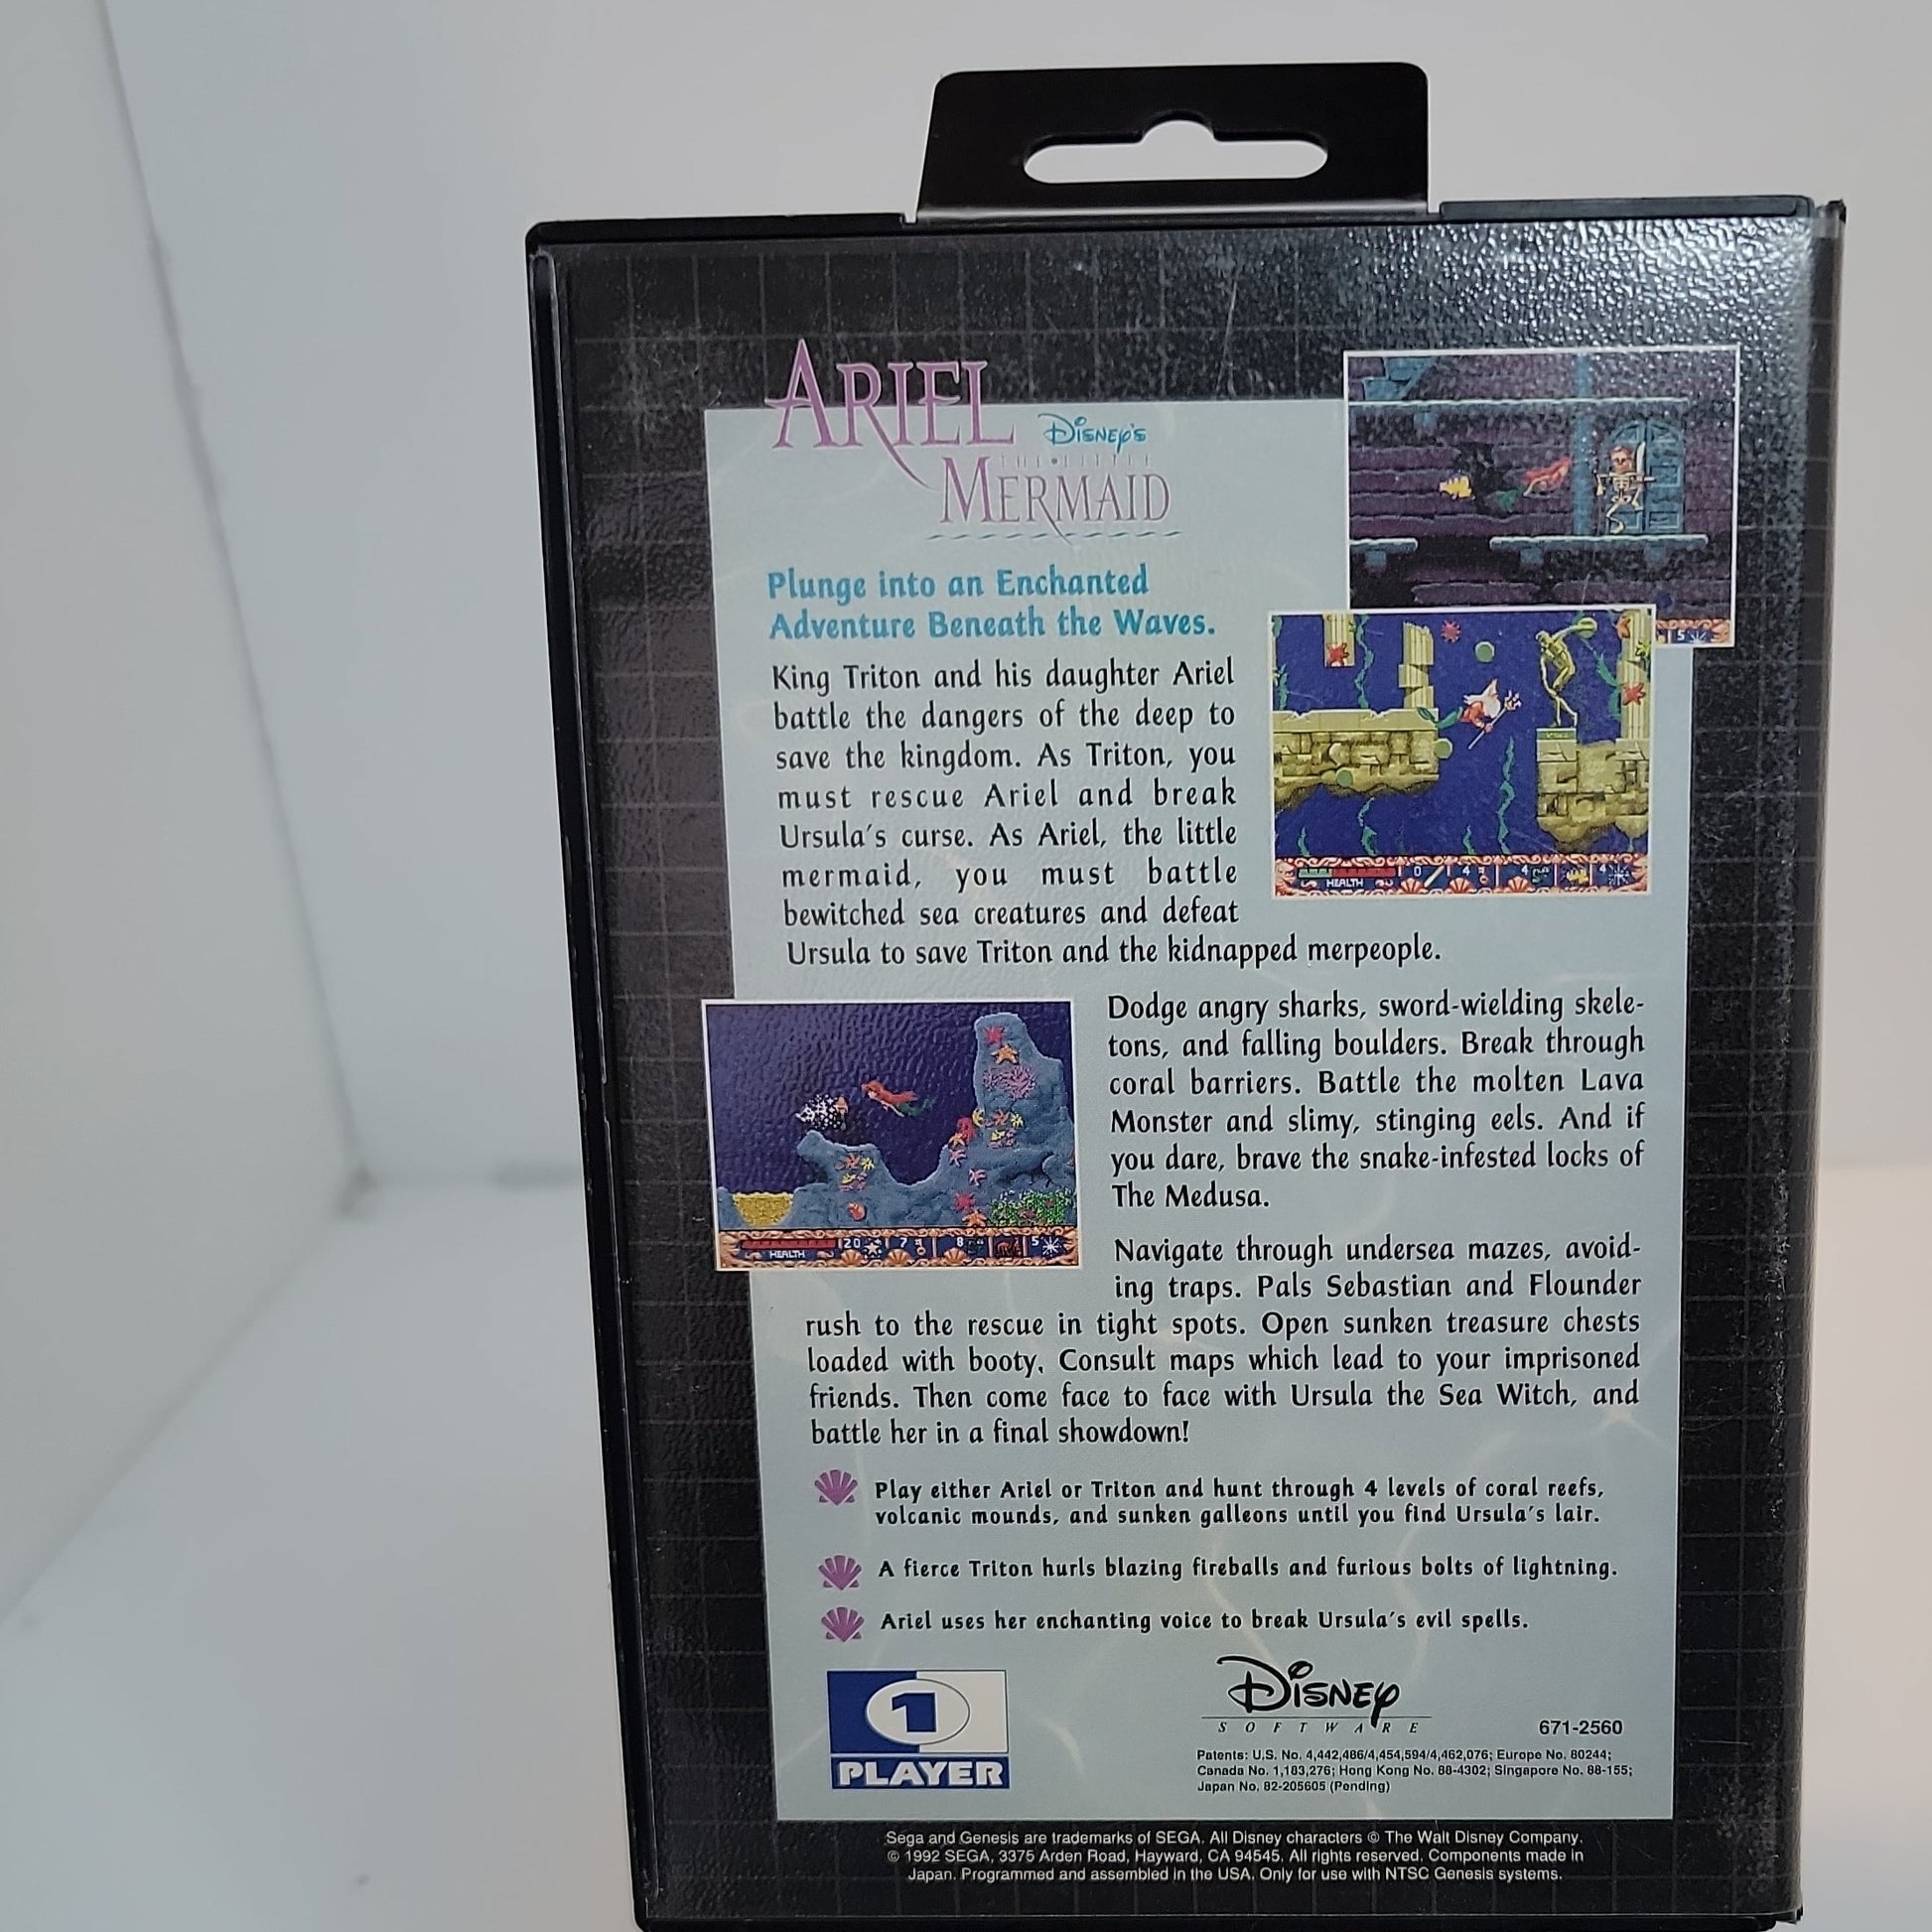 ARIEL
DISNEY'S
THE • LITTLE
MERMAID
Plunge into an Enchanted
Adventure Beneath the Waves.
King Triton and his daughter Ariel
battle the dangers of the deep to
save the kingdom. As Triton, you
must rescue Ariel and break
Ursula's curse. As Ariel, the little
mermaid, you must battle
bewitched sea creatures and defeat
Ursula to save Triton and the kidnapped merpeople.
5
HEALTH 0 4 4 4
Dodge angry sharks, sword-wielding skele-
tons, and falling boulders. Break through
coral barriers. Battle the molten Lava
Monster and slimy, stinging eels. And if
you dare, brave the snake-infested locks of
The Medusa.
HEALTH 20 7 8 5
Navigate through undersea mazes, avoid-
ing traps. Pals Sebastian and Flounder
rush to the rescue in tight spots. Open sunken treasure chests
loaded with booty, Consult maps which lead to your imprisoned
friends. Then come face to face with Ursula the Sea Witch, and
battle her in a final showdown!
Play either Ariel or Triton and hunt through 4 levels of coral reefs,
volcanic mounds, and sunken galleons until you find Ursula's lair.
A fierce Triton hurls blazing fireballs and furious bolts of lightning.
Ariel uses her enchanting voice to break Ursula's evil spells.
1
PLAYER
DISNEY
SOFTWARE
671-2560
Patents: U.S. No. 4,442,486/4,454,594/4,462,076; Europe No. 80244;
Canada No. 1,183,276; Hong Kong No. 88-4302; Singapore No. 88-155;
Japan No. 82-205605 (Pending)
Sega and Genesis are trademarks of SEGA. All Disney characters © The Walt Disney Company.
© 1992 SEGA, 3375 Arden Road, Hayward, CA 94545. All rights reserved. Components made in
Japan. Programmed and assembled in the USA. Only for use with NTSC Genesis systems.